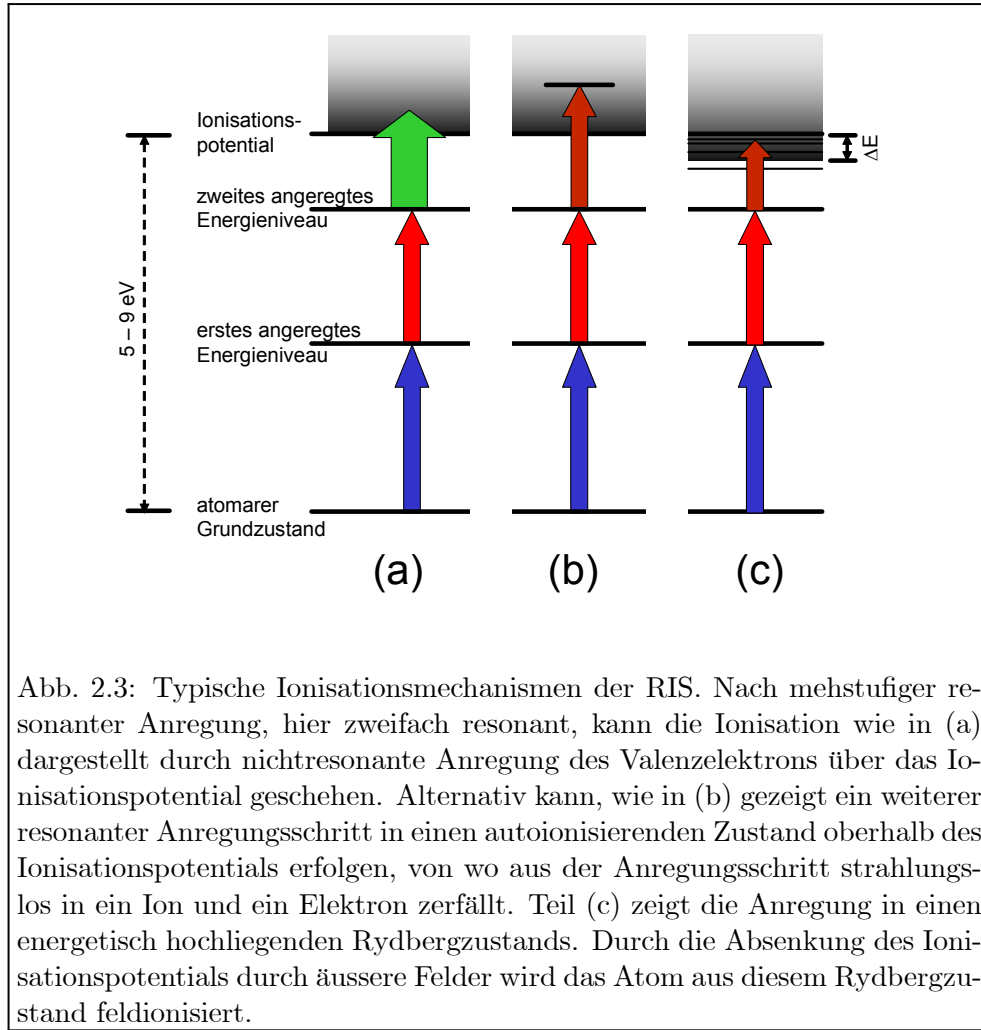 Ionisations-
potential
ΔE
zweites angeregtes
Energieniveau
5 – 9 eV
erstes angeregtes
Energieniveau
atomarer
Grundzustand
(a) (b) (c)
Abb. 2.3: Typische Ionisationsmechanismen der RIS. Nach mehstufiger re-
sonanter Anregung, hier zweifach resonant, kann die Ionisation wie in (a)
dargestellt durch nichtresonante Anregung des Valenzelektrons über das Io-
nisationspotential geschehen. Alternativ kann, wie in (b) gezeigt ein weiterer
resonanter Anregungsschritt in einen autoionisierenden Zustand oberhalb des
Ionisationspotentials erfolgen, von wo aus der Anregungsschritt strahlungs-
los in ein Ion und ein Elektron zerfällt. Teil (c) zeigt die Anregung in einen
energetisch hochliegenden Rydbergzustands. Durch die Absenkung des Ioni-
sationspotentials durch äussere Felder wird das Atom aus diesem Rydbergzu-
stand feldionisiert.